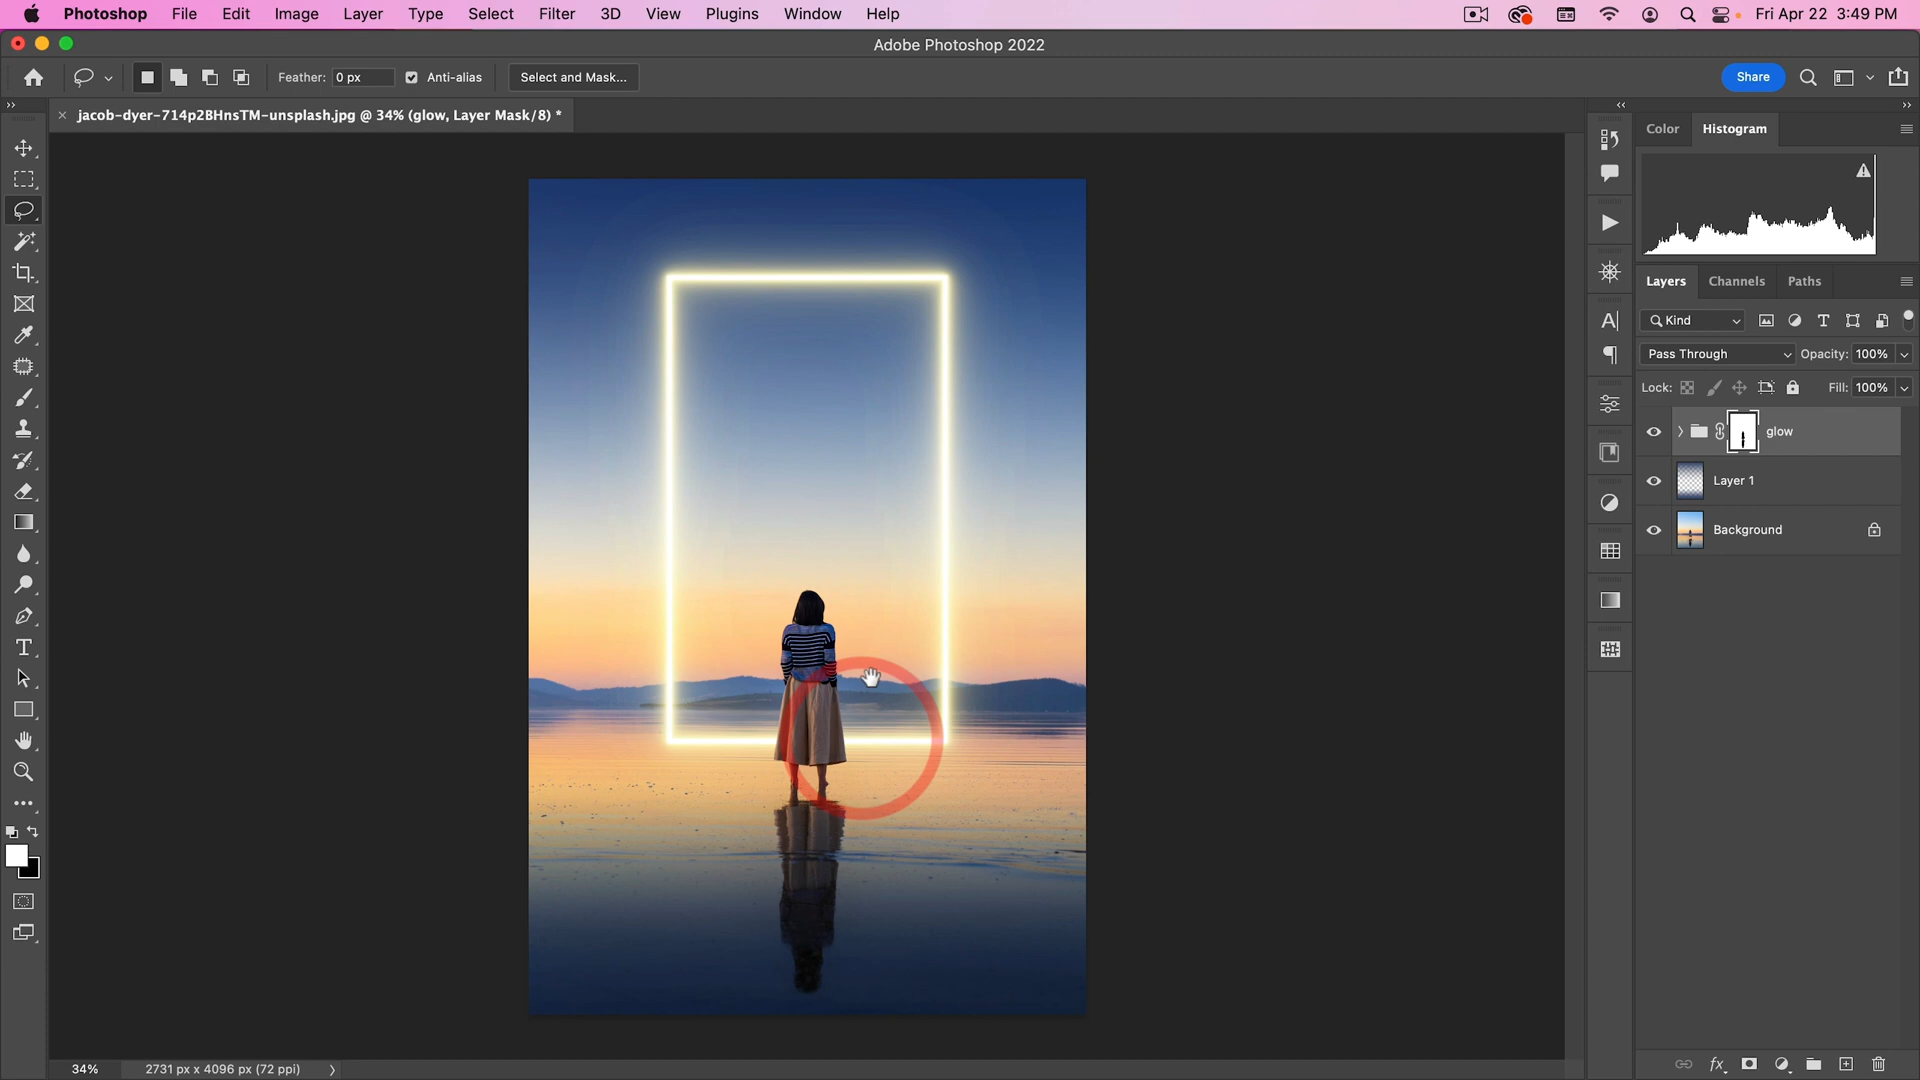 Photoshop File Edit Image Layer Type Select Filter 3D View Plugins Window Help Fri Apr 22 3:49 PM
Adobe Photoshop 2022
Feather: 0 px Anti-alias Select and Mask... Share
jacob-dyer-714p2BHnsTM-unsplash.jpg @ 34% (glow, Layer Mask/8) *
Color Histogram
Layers Channels Paths
Kind
Pass Through Opacity: 100%
Lock: Fill: 100%
glow
Layer 1
Background
34% 2731 px x 4096 px (72 ppi)